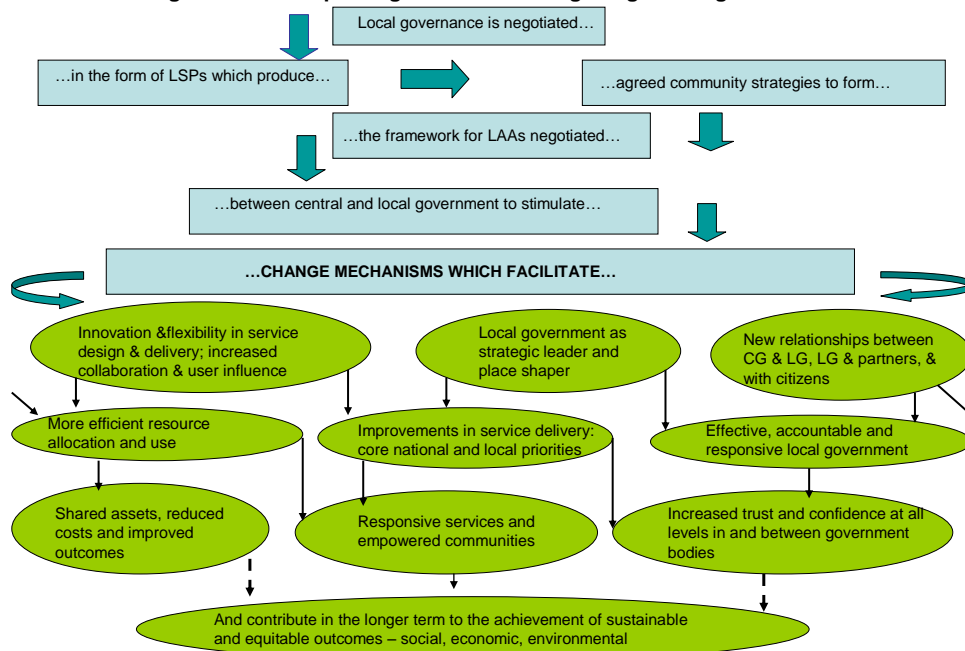 Local governance is negotiated…
…in the form of LSPs which produce…
…agreed community strategies to form…
…the framework for LAAs negotiated…
…between central and local government to stimulate…
…CHANGE MECHANISMS WHICH FACILITATE…
Innovation &flexibility in service
design & delivery; increased
collaboration & user influence
Local government as
strategic leader and
place shaper
New relationships between
CG & LG, LG & partners, &
with citizens
More efficient resource
allocation and use
Improvements in service delivery:
core national and local priorities
Effective, accountable and
responsive local government
Shared assets, reduced
costs and improved
outcomes
Responsive services and
empowered communities
Increased trust and confidence at all
levels in and between government
bodies
And contribute in the longer term to the achievement of sustainable
and equitable outcomes – social, economic, environmental